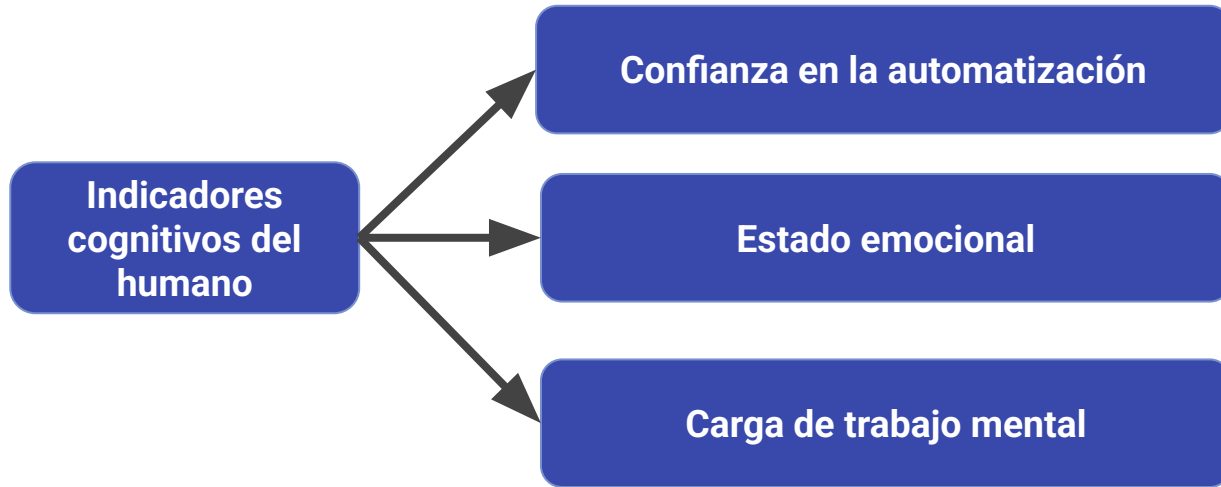 Confianza en la automatización
Indicadores
cognitivos del
humano
Estado emocional
Carga de trabajo mental